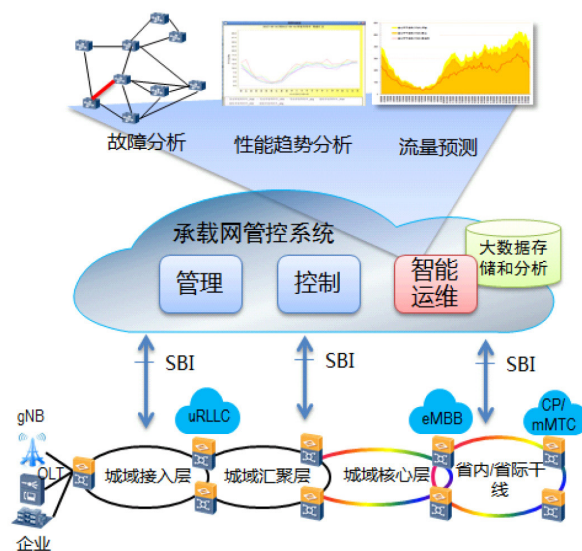 故障分析
性能趋势分析
流量预测
承载网管控系统
管理
控制
智能
运维
大数据存
储和分析
SBI
SBI
SBI
gNB
uRLLC
eMBB
CP/
mMTC
OLT
城域接入层
城域汇聚层
城域核心层
省内/省际干
线
企业